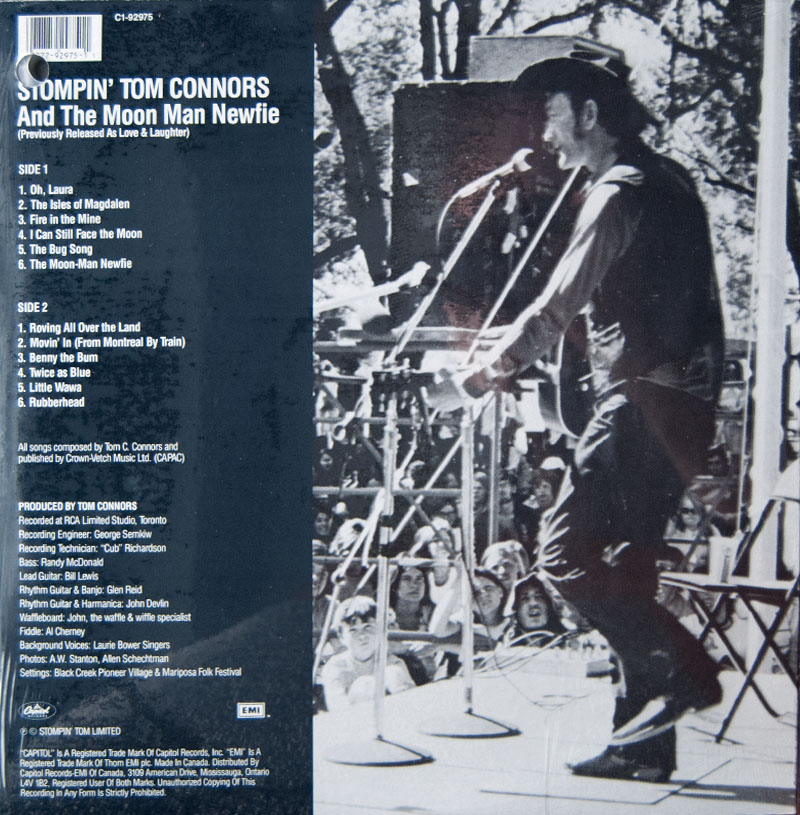 C1-92975
STOMPIN' TOM CONNORS
And The Moon Man Newfie
(Previously Released As Love & Laughter)
SIDE 1
1. Oh, Laura
2. The Isles of Magdalen
3. Fire in the Mine
4. I Can Still Face the Moon
5. The Bug Song
6. The Moon-Man Newfie
SIDE 2
1. Roving All Over the Land
2. Movin' In (From Montreal By Train)
3. Benny the Bum
4. Twice as Blue
5. Little Wawa
6. Rubberhead
All songs composed by Tom C. Connors and
published by Crown-Vetch Music Ltd. (CAPAC)
PRODUCED BY TOM CONNORS
Recorded at RCA Limited Studio, Toronto
Recording Engineer: George Semkiw
Recording Technician: "Cub" Richardson
Bass: Randy McDonald
Lead Guitar: Bill Lewis
Rhythm Guitar & Banjo: Glen Reid
Rhythm Guitar & Harmanica: John Devlin
Waffleboard: John, the waffle & wiffle specialist
Fiddle: Al Cherney
Background Voices: Laurie Bower Singers
Photos: A.W. Stanton, Allen Schechtman
Settings: Black Creek Pioneer Village & Mariposa Folk Festival
Capitol EMI
℗ © STOMPIN' TOM LIMITED
"CAPITOL" Is A Registered Trade Mark Of Capitol Records, Inc. "EMI" Is A
Registered Trade Mark Of Thorn EMI plc. Made In Canada. Distributed By
Capitol Records-EMI Of Canada, 3109 American Drive, Mississauga, Ontario
L4V 1B2. Registered User Of Both Marks. Unauthorized Copying Of This
Recording In Any Form Is Strictly Prohibited.